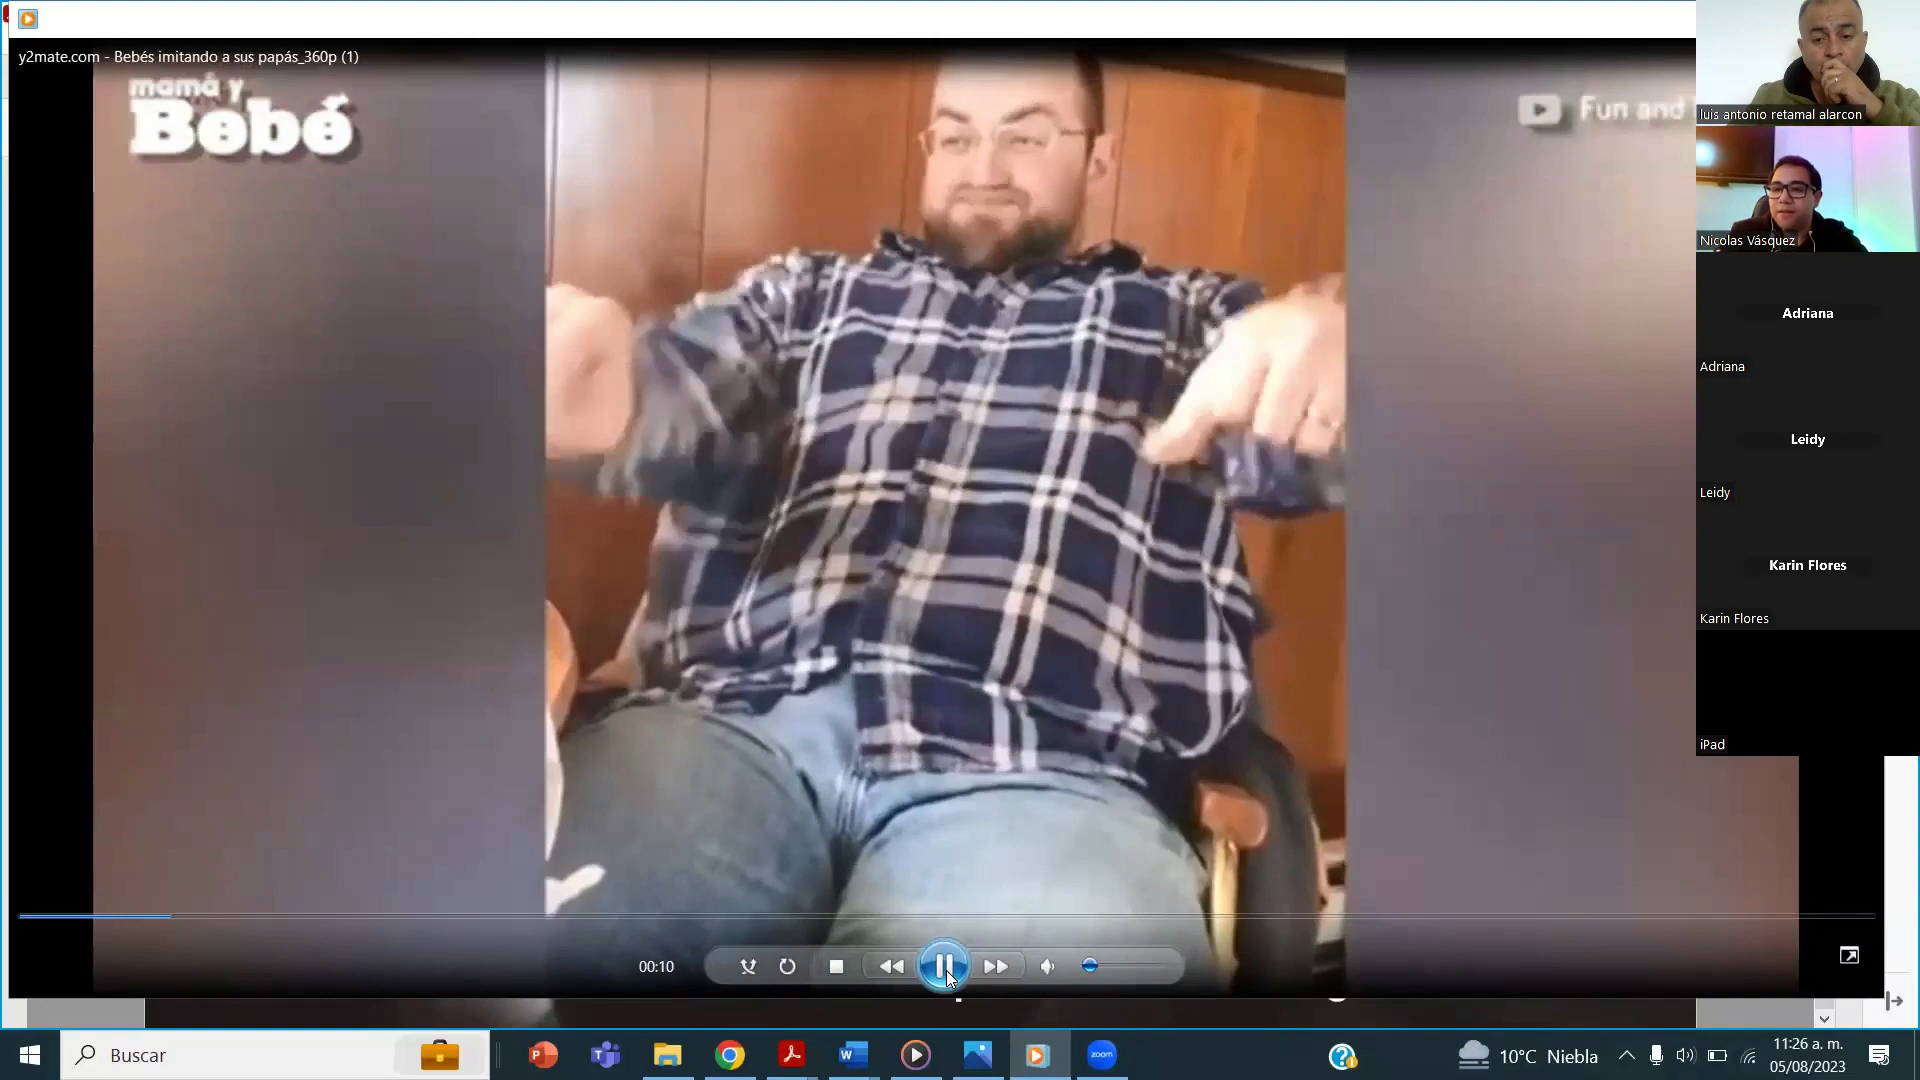 y2mate.com - Bebés imitando a sus papás_360p (1)
mamá y
Bebé
Fun and
luis antonio retamal alarcon
Nicolas Vásquez
Adriana
Adriana
Leidy
Leidy
Karin Flores
Karin Flores
iPad
00:10
Buscar
zoom
10°C Niebla
11:26 a. m.
05/08/2023